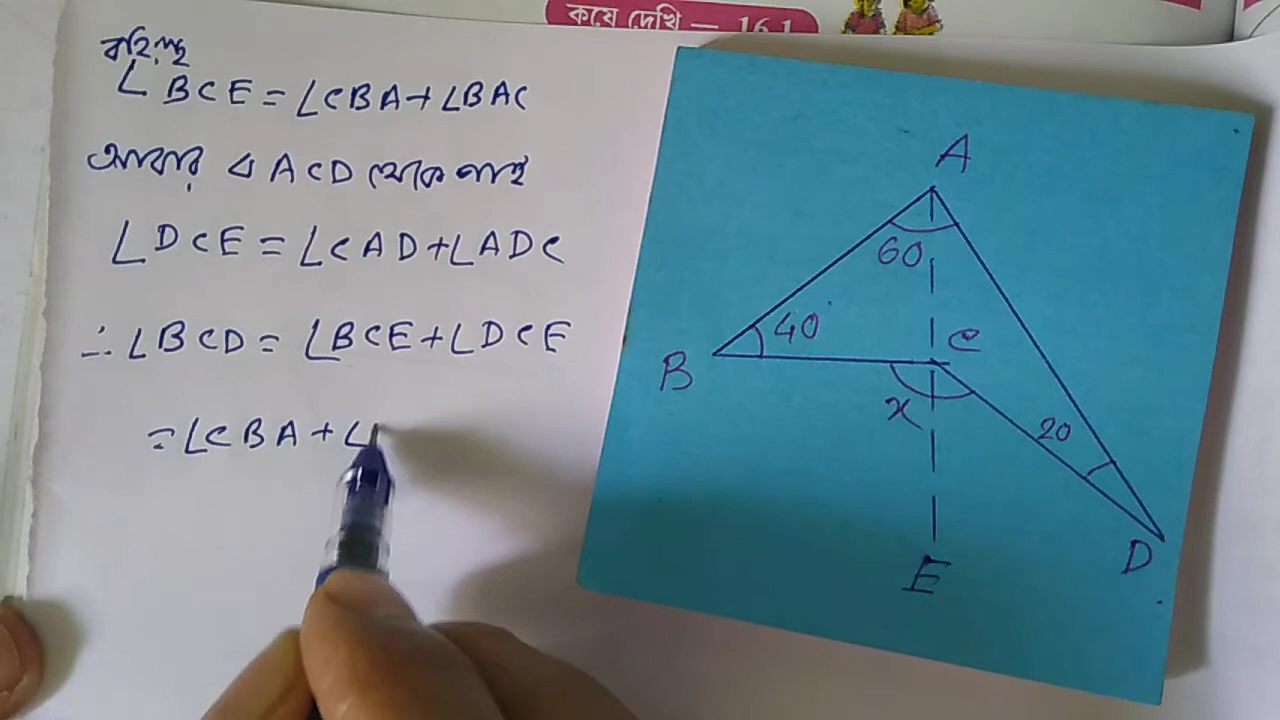 কষে দেখি — 16.1
বহিঃস্থ
∠BCE = ∠CBA + ∠BAC
আবার △ ACD থেকে পাই
∠DCE = ∠CAD + ∠ADC
∴ ∠BCD = ∠BCE + ∠DCE
= ∠CBA + ∠
A
60
40
B
C
x
20
D
E